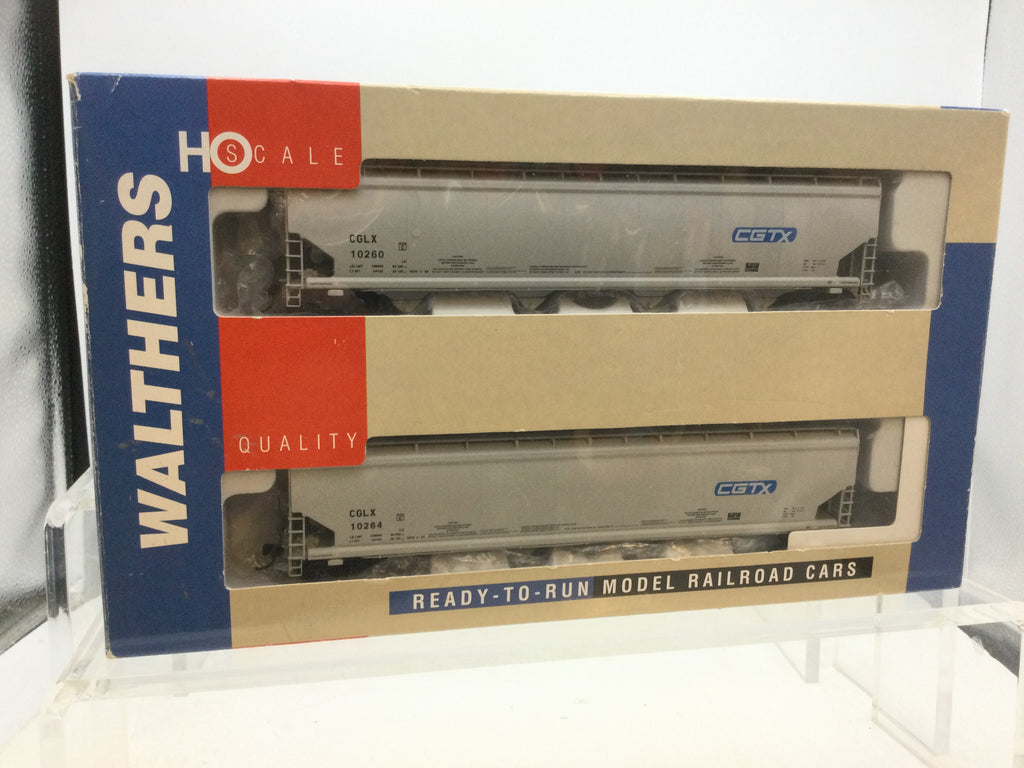 WALTHERS
HO SCALE
CGLX
10260
C
CGTX
QUALITY
CGLX
10264
C
CGTX
READY-TO-RUN MODEL RAILROAD CARS